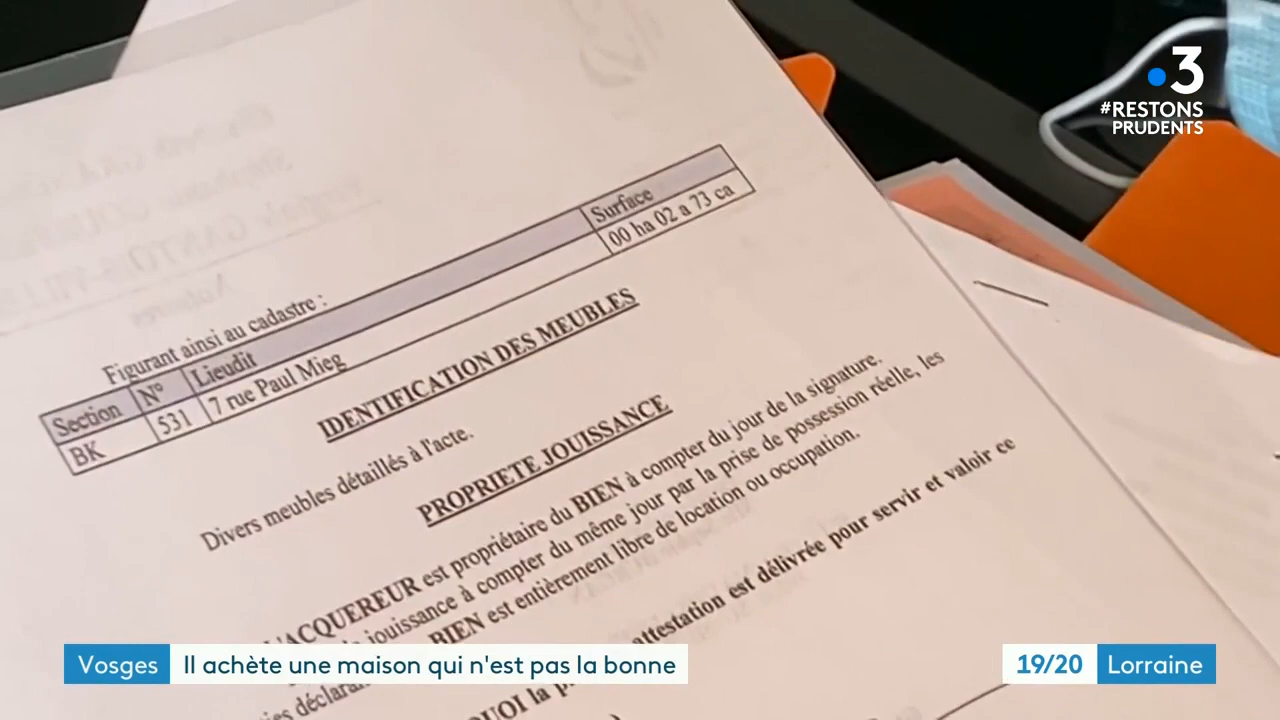 3
#RESTONS
PRUDENTS
Figurant ainsi au cadastre :
Section N° Lieudit Surface
BK 531 7 rue Paul Mieg 00 ha 02 a 73 ca
IDENTIFICATION DES MEUBLES
Divers meubles détaillés à l'acte.
PROPRIETE JOUISSANCE
L'ACQUEREUR est propriétaire du BIEN à compter du jour de la signature.
jouissance à compter du même jour par la prise de possession réelle, les
BIEN est entièrement libre de location ou occupation.
attestation est délivrée pour servir et valoir ce
Vosges Il achète une maison qui n'est pas la bonne
19/20 Lorraine